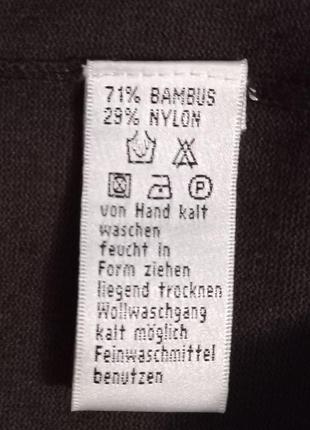 71% BAMBUS
29% NYLON
P
von Hand kalt
waschen
feucht in
Form ziehen
liegend trocknen
Wollwaschgang
kalt möglich
Feinwaschmittel
benutzen